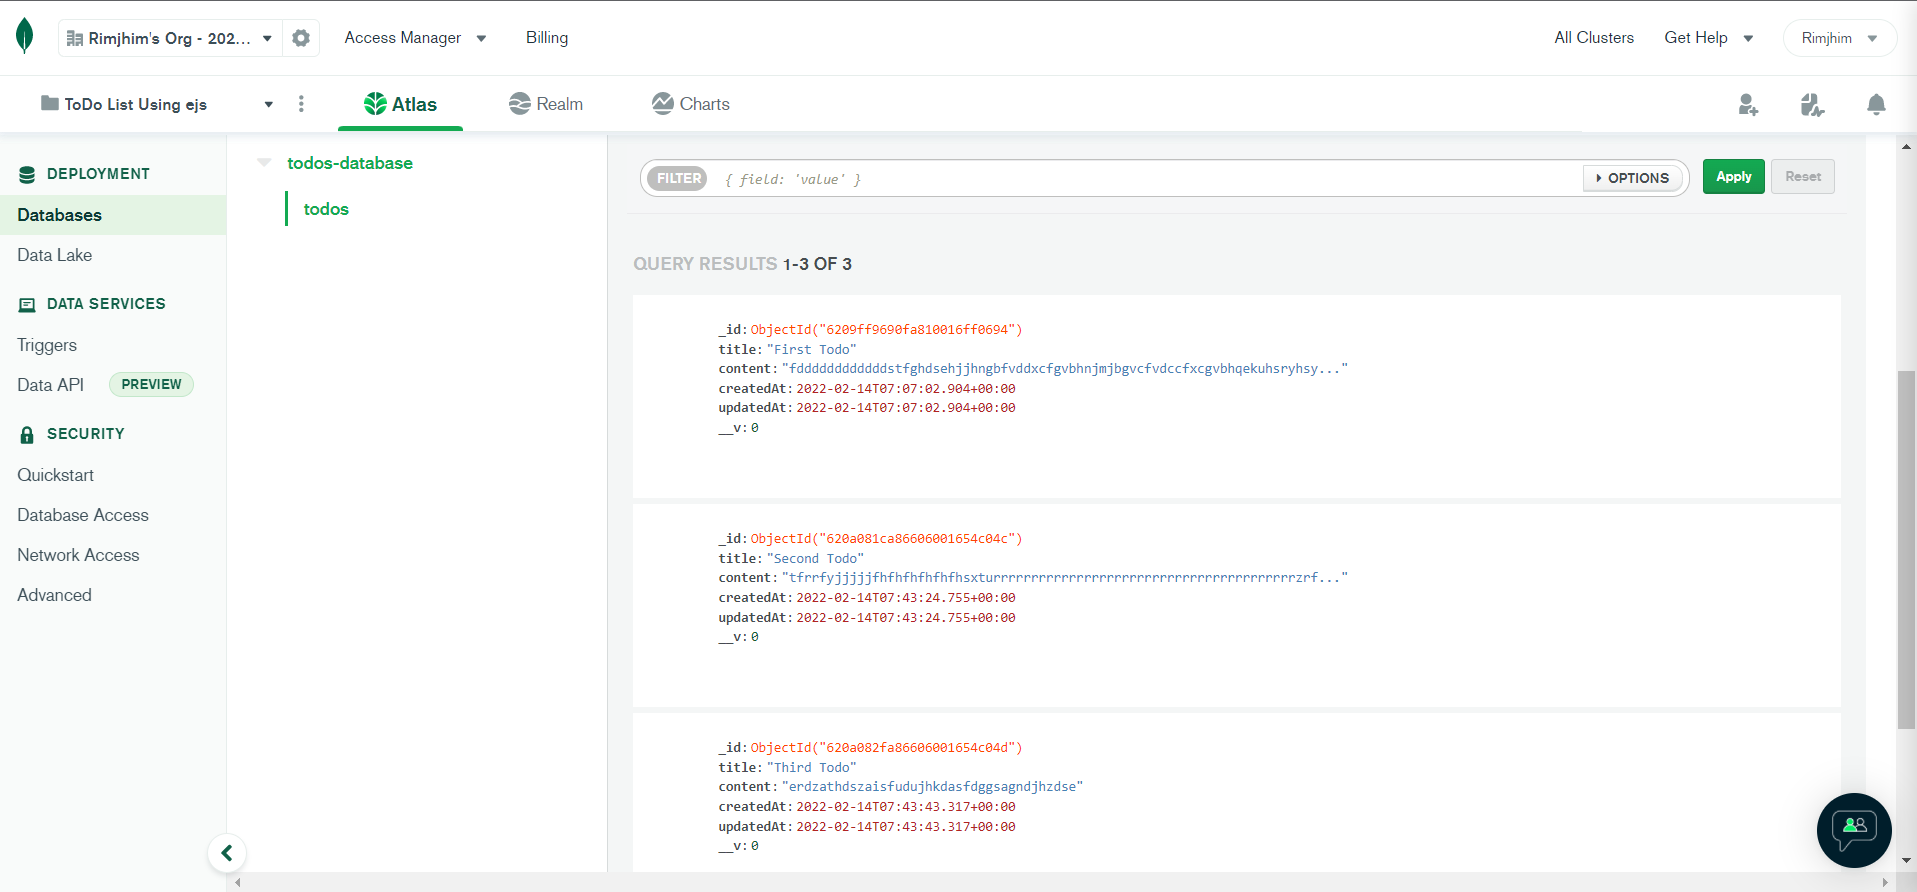 Rimjhim's Org - 202...
Access Manager
Billing
All Clusters
Get Help
Rimjhim
ToDo List Using ejs
Atlas
Realm
Charts
DEPLOYMENT
Databases
Data Lake
DATA SERVICES
Triggers
Data API PREVIEW
SECURITY
Quickstart
Database Access
Network Access
Advanced
todos-database
todos
FILTER { field: 'value' } OPTIONS Apply Reset
QUERY RESULTS 1-3 OF 3
_id: ObjectId("6209ff9690fa810016ff0694")
title: "First Todo"
content: "fddddddddddddstfghdsehjjhngbfvddxcfgvbhnjmjbgvcfvdccfxcgvbhqekuhsryhsy..."
createdAt: 2022-02-14T07:07:02.904+00:00
updatedAt: 2022-02-14T07:07:02.904+00:00
__v: 0
_id: ObjectId("620a081ca86606001654c04c")
title: "Second Todo"
content: "tfrrfyjjjjjfhfhfhfhfhfhsxturrrrrrrrrrrrrrrrrrrrrrrrrrrrrrrrrrrrrrrrzrf..."
createdAt: 2022-02-14T07:43:24.755+00:00
updatedAt: 2022-02-14T07:43:24.755+00:00
__v: 0
_id: ObjectId("620a082fa86606001654c04d")
title: "Third Todo"
content: "erdzathdszaisfudujhkdasfdggsagndjhzdse"
createdAt: 2022-02-14T07:43:43.317+00:00
updatedAt: 2022-02-14T07:43:43.317+00:00
__v: 0